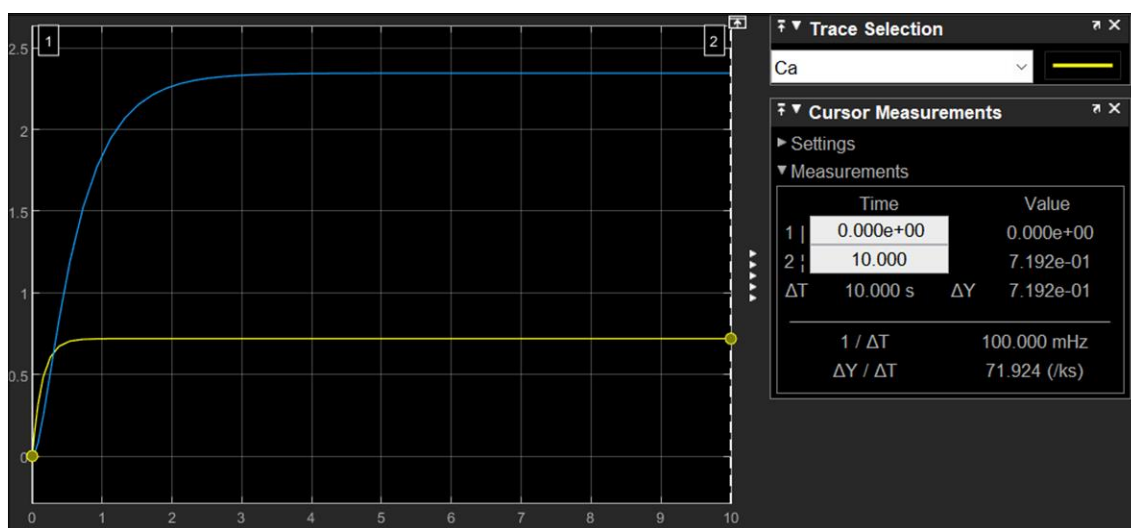 2.5
2
1.5
1
0.5
0
0 1 2 3 4 5 6 7 8 9 10
1
2
Trace Selection
Ca
Cursor Measurements
Settings
Measurements
Time Value
1 | 0.000e+00 0.000e+00
2 ¦ 10.000 7.192e-01
ΔT 10.000 s ΔY 7.192e-01
1 / ΔT 100.000 mHz
ΔY / ΔT 71.924 (/ks)